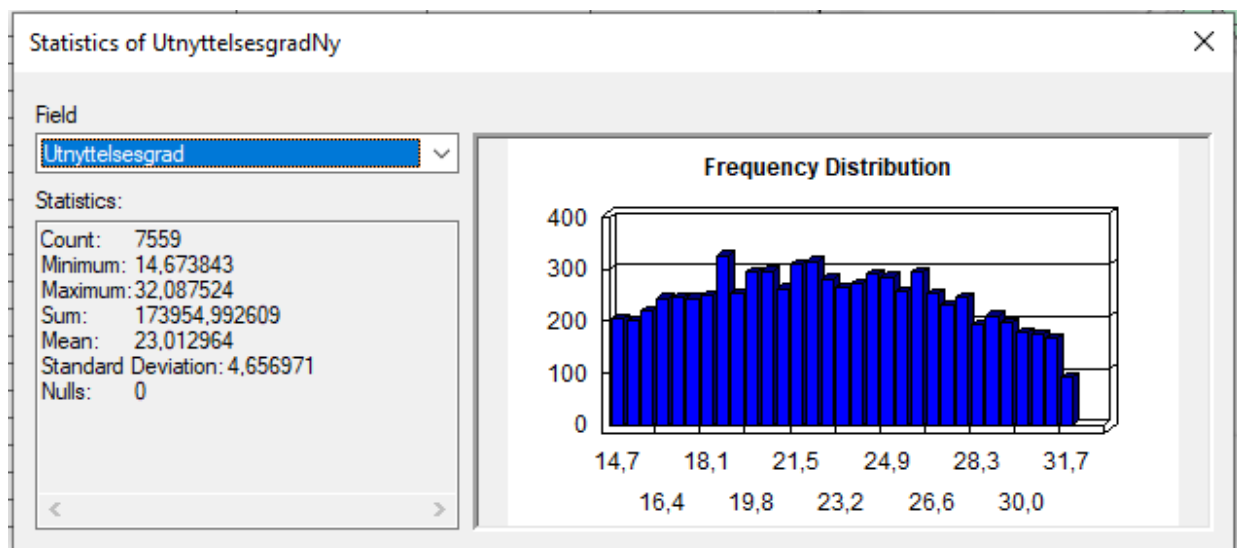 Statistics of UtnyttelsesgradNy
Field
Utnyttelsesgrad
Statistics:
Count: 7559
Minimum: 14,673843
Maximum: 32,087524
Sum: 173954,992609
Mean: 23,012964
Standard Deviation: 4,656971
Nulls: 0
Frequency Distribution
400
300
200
100
0
14,7 18,1 21,5 24,9 28,3 31,7
16,4 19,8 23,2 26,6 30,0